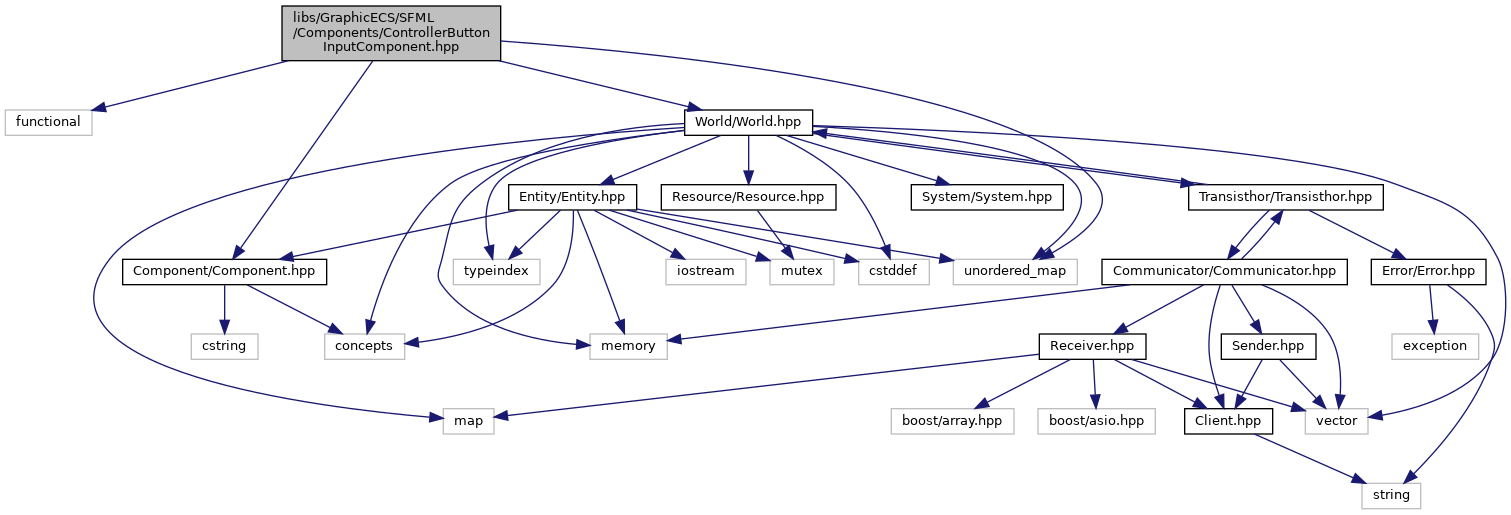 libs/GraphicECS/SFML
/Components/ControllerButton
InputComponent.hpp
functional
World/World.hpp
Entity/Entity.hpp
Resource/Resource.hpp
System/System.hpp
Transisthor/Transisthor.hpp
Component/Component.hpp
typeindex
iostream
mutex
cstddef
unordered_map
Communicator/Communicator.hpp
Error/Error.hpp
cstring
concepts
memory
Receiver.hpp
Sender.hpp
exception
map
boost/array.hpp
boost/asio.hpp
Client.hpp
vector
string